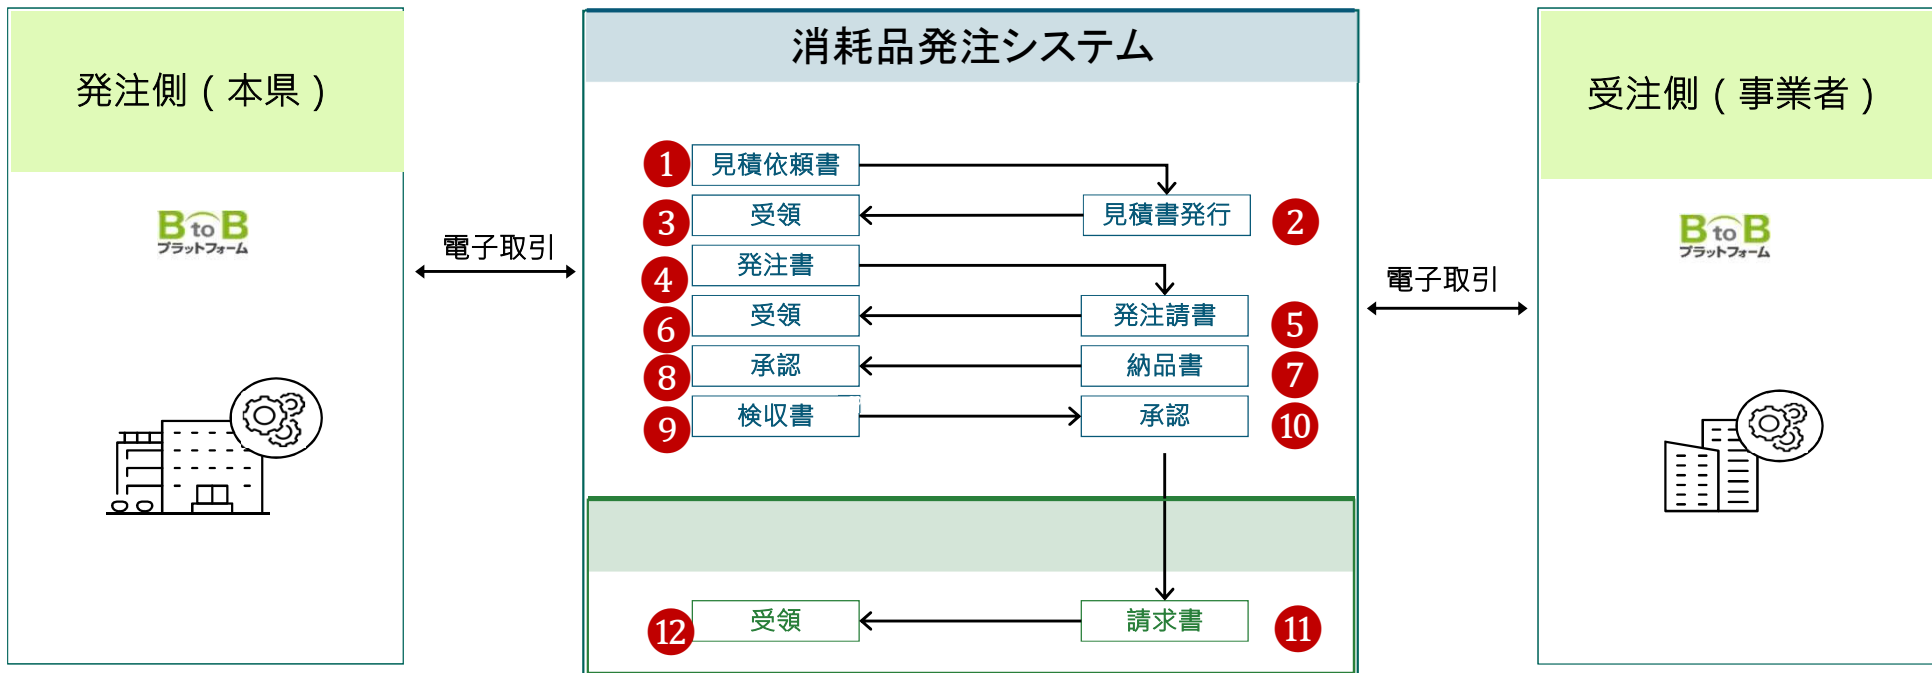 発注側(本県)
BtoB
プラットフォーム
電子取引
消耗品発注システム
1 見積依頼書
見積書発行 2
3 受領
4 発注書
発注請書 5
6 受領
納品書 7
8 承認
9 検収書
承認 10
請求書 11
12 受領
電子取引
受注側(事業者)
BtoB
プラットフォーム